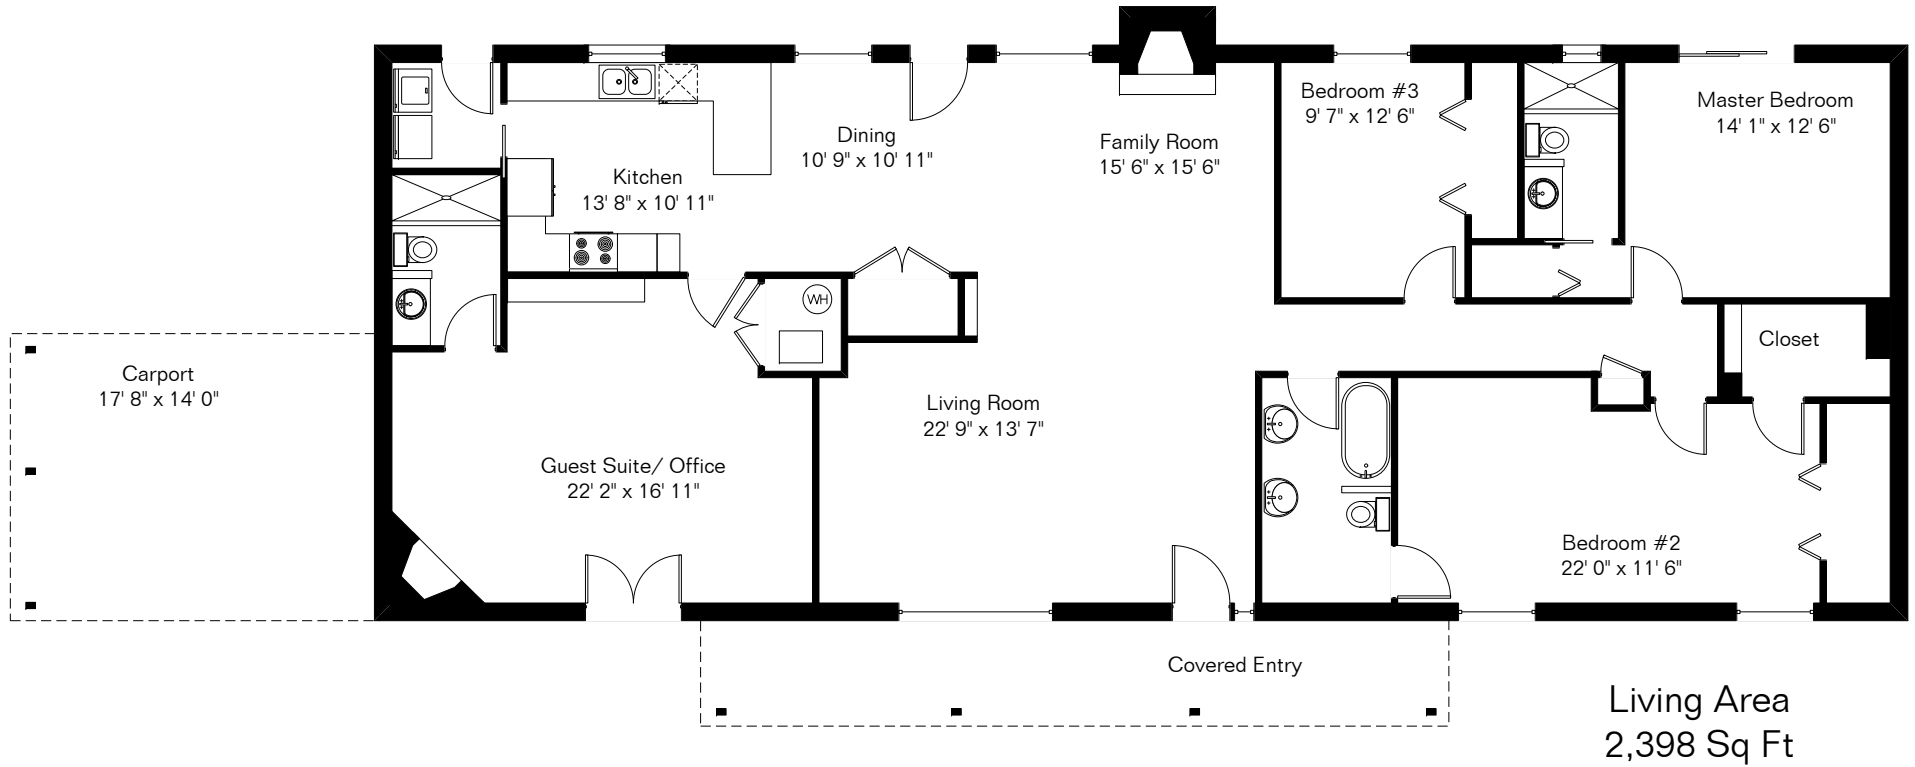 Bedroom #3
9' 7" x 12' 6"
Master Bedroom
14' 1" x 12' 6"
Dining
10' 9" x 10' 11"
Family Room
15' 6" x 15' 6"
Kitchen
13' 8" x 10' 11"
WH
Closet
Carport
17' 8" x 14' 0"
Living Room
22' 9" x 13' 7"
Guest Suite/ Office
22' 2" x 16' 11"
Bedroom #2
22' 0" x 11' 6"
Covered Entry
Living Area
2,398 Sq Ft